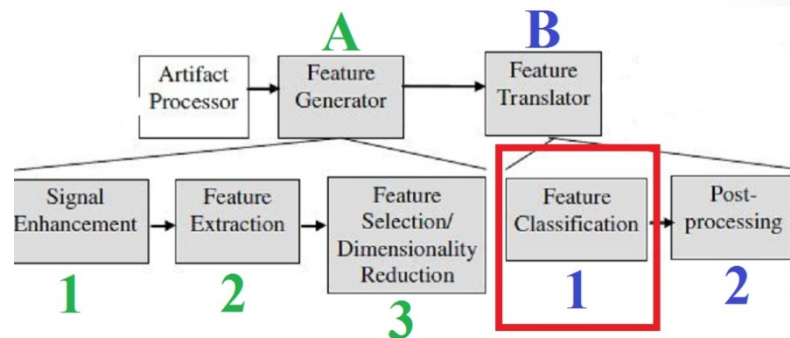 A
B
Artifact
Processor
Feature
Generator
Feature
Translator
Signal
Enhancement
Feature
Extraction
Feature
Selection/
Dimensionality
Reduction
Feature
Classification
Post-
processing
1
2
3
1
2